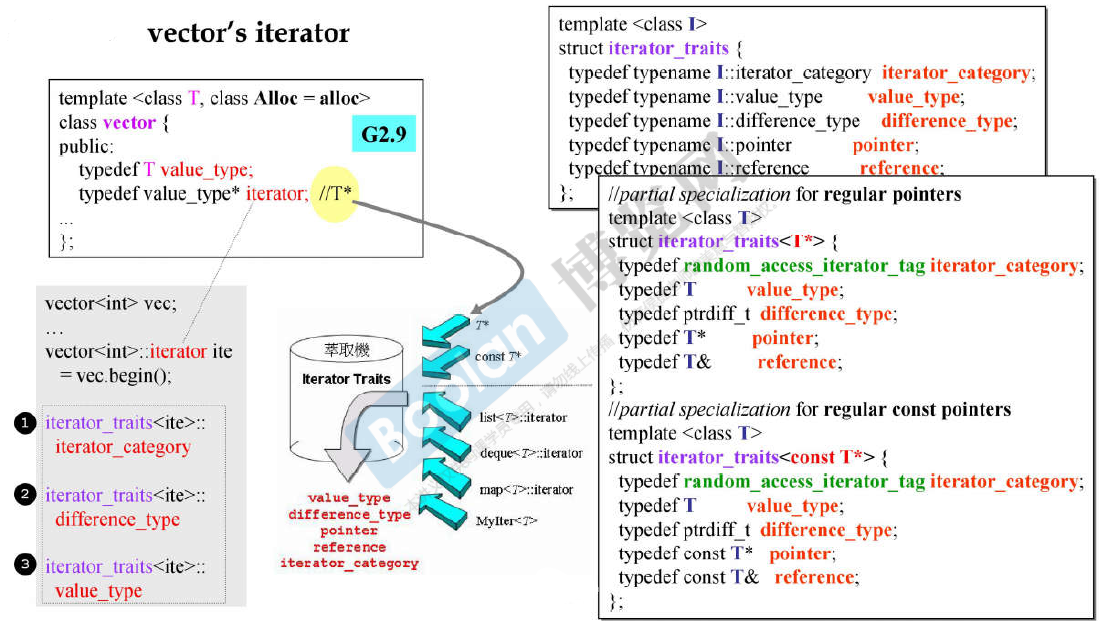 vector's iterator
template <class T, class Alloc = alloc>
class vector {
public:
typedef T value_type;
typedef value_type* iterator; //T*
...
};
G2.9
vector<int> vec;
...
vector<int>::iterator ite
= vec.begin();
1 iterator_traits<ite>::
iterator_category
2 iterator_traits<ite>::
difference_type
3 iterator_traits<ite>::
value_type
萃取機
Iterator Traits
T*
const T*
list<T>::iterator
deque<T>::iterator
map<T>::iterator
MyIter<T>
value_type
difference_type
pointer
reference
iterator_category
template <class I>
struct iterator_traits {
typedef typename I::iterator_category iterator_category;
typedef typename I::value_type value_type;
typedef typename I::difference_type difference_type;
typedef typename I::pointer pointer;
typedef typename I::reference reference;
};
//partial specialization for regular pointers
template <class T>
struct iterator_traits<T*> {
typedef random_access_iterator_tag iterator_category;
typedef T value_type;
typedef ptrdiff_t difference_type;
typedef T* pointer;
typedef T& reference;
};
//partial specialization for regular const pointers
template <class T>
struct iterator_traits<const T*> {
typedef random_access_iterator_tag iterator_category;
typedef T value_type;
typedef ptrdiff_t difference_type;
typedef const T* pointer;
typedef const T& reference;
};
Boolan
博览网